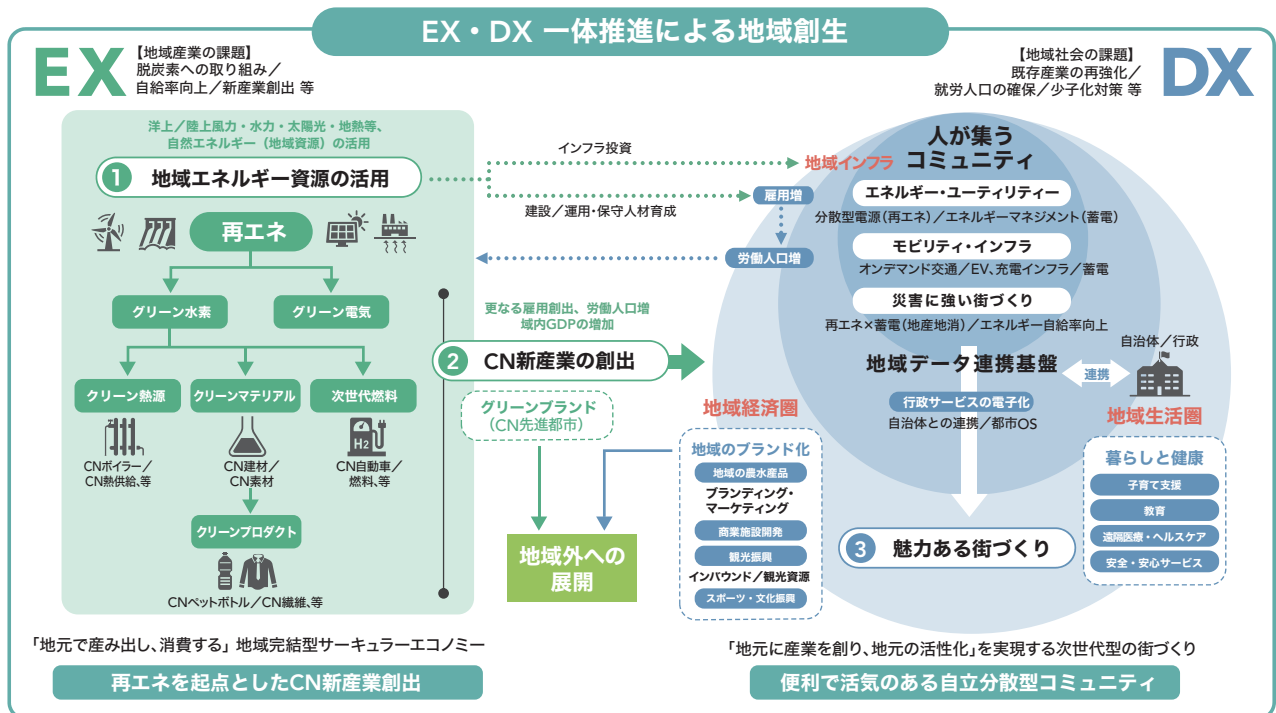 EX・DX 一体推進による地域創生
EX
【地域産業の課題】
脱炭素への取り組み／
自給率向上／新産業創出 等
【地域社会の課題】
既存産業の再強化／
就労人口の確保／少子化対策 等
DX
洋上／陸上風力・水力・太陽光・地熱等、
自然エネルギー（地域資源）の活用
1 地域エネルギー資源の活用
再エネ
グリーン水素
グリーン電気
クリーン熱源
クリーンマテリアル
次世代燃料
H2
CNボイラー／
CN熱供給、等
CN建材／
CN素材
CN自動車／
燃料、等
クリーンプロダクト
CNペットボトル／CN繊維、等
インフラ投資
建設／運用・保守人材育成
雇用増
労働人口増
更なる雇用創出、労働人口増
域内GDPの増加
2 CN新産業の創出
グリーンブランド
（CN先進都市）
地域外への
展開
地域インフラ
人が集う
コミュニティ
エネルギー・ユーティリティー
分散型電源（再エネ）／エネルギーマネジメント（蓄電）
モビリティ・インフラ
オンデマンド交通／EV、充電インフラ／蓄電
災害に強い街づくり
再エネ×蓄電（地産地消）／エネルギー自給率向上
地域データ連携基盤
連携
自治体／行政
行政サービスの電子化
自治体との連携／都市OS
3 魅力ある街づくり
地域経済圏
地域のブランド化
地域の農水産品
ブランディング・
マーケティング
商業施設開発
観光振興
インバウンド／観光資源
スポーツ・文化振興
地域生活圏
暮らしと健康
子育て支援
教育
遠隔医療・ヘルスケア
安全・安心サービス
「地元で産み出し、消費する」地域完結型サーキュラーエコノミー
再エネを起点としたCN新産業創出
「地元に産業を創り、地元の活性化」を実現する次世代型の街づくり
便利で活気のある自立分散型コミュニティ